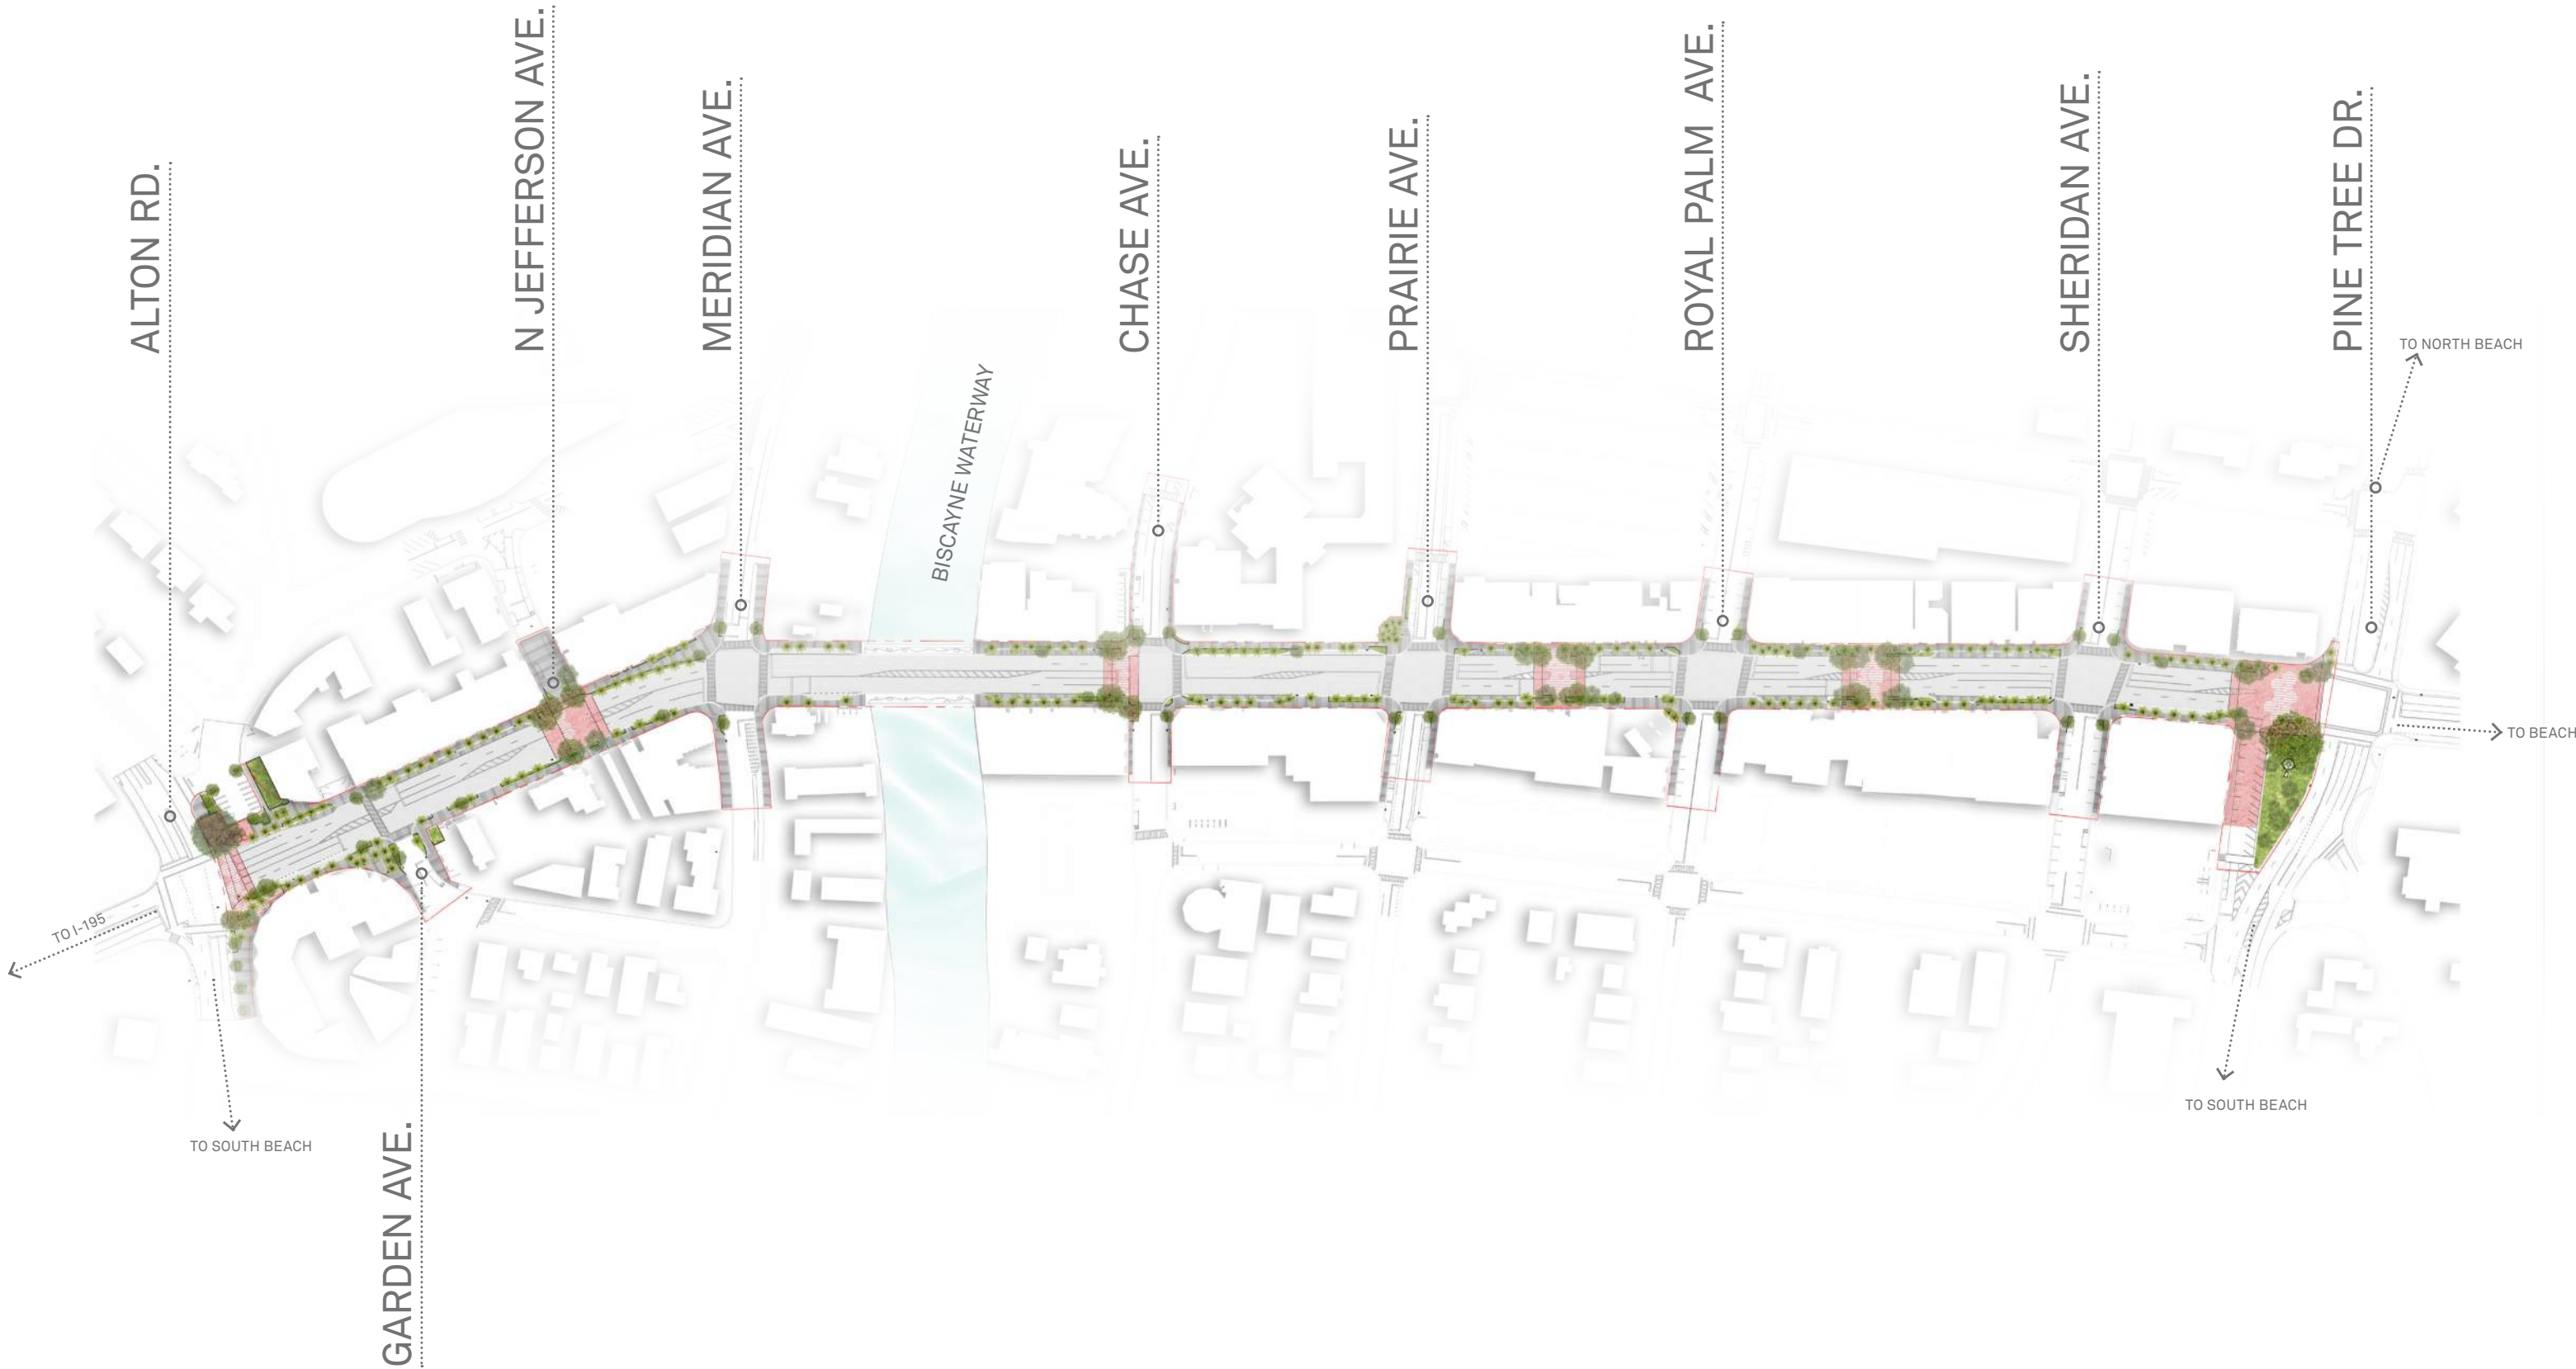 ALTON RD.
N JEFFERSON AVE.
MERIDIAN AVE.
CHASE AVE.
PRAIRIE AVE.
ROYAL PALM AVE.
SHERIDAN AVE.
PINE TREE DR.
TO NORTH BEACH
BISCAYNE WATERWAY
TO BEACH
TO I-195
TO SOUTH BEACH
TO SOUTH BEACH
GARDEN AVE.